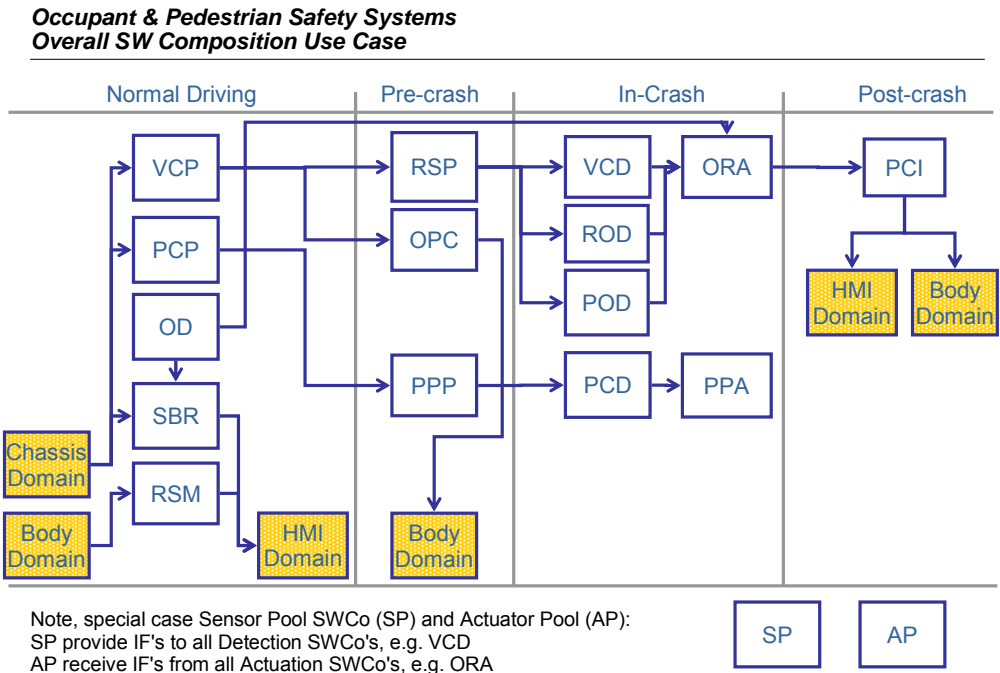 Occupant & Pedestrian Safety Systems
Overall SW Composition Use Case
Normal Driving
Pre-crash
In-Crash
Post-crash
VCP
RSP
VCD
ORA
PCI
PCP
OPC
ROD
OD
POD
HMI
Domain
Body
Domain
SBR
PPP
PCD
PPA
Chassis
Domain
RSM
Body
Domain
HMI
Domain
Body
Domain
Note, special case Sensor Pool SWCo (SP) and Actuator Pool (AP):
SP provide IF's to all Detection SWCo's, e.g. VCD
AP receive IF's from all Actuation SWCo's, e.g. ORA
SP
AP